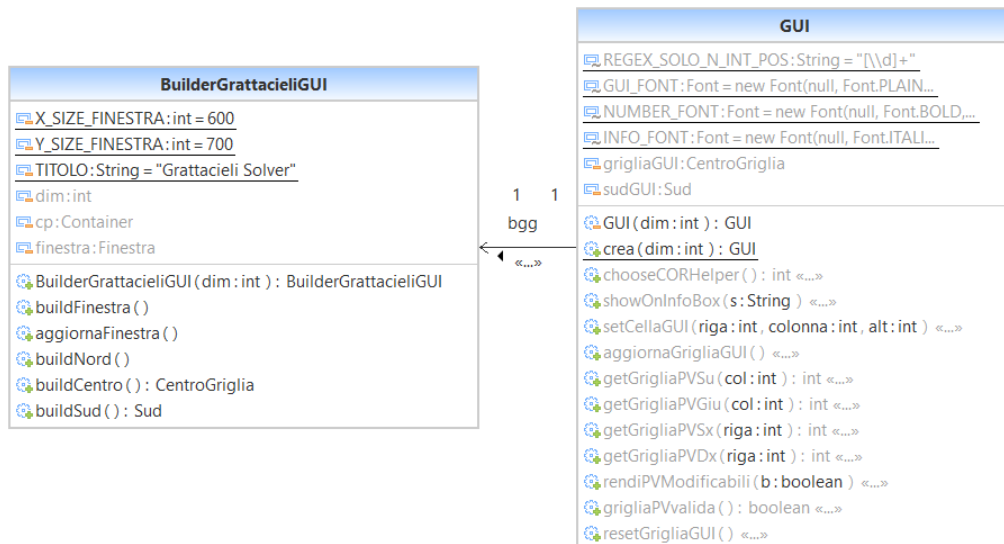 BuilderGrattacieliGUI
X_SIZE_FINESTRA:int = 600
Y_SIZE_FINESTRA:int = 700
TITOLO:String = "Grattacieli Solver"
dim:int
cp:Container
finestra:Finestra
BuilderGrattacieliGUI(dim:int) : BuilderGrattacieliGUI
buildFinestra()
aggiornaFinestra()
buildNord()
buildCentro() : CentroGriglia
buildSud() : Sud
1 1
bgg
«...»
GUI
REGEX_SOLO_N_INT_POS:String = "[\\d]+"
GUI_FONT:Font = new Font(null, Font.PLAIN...
NUMBER_FONT:Font = new Font(null, Font.BOLD,...
INFO_FONT:Font = new Font(null, Font.ITALI...
grigliaGUI:CentroGriglia
sudGUI:Sud
GUI(dim:int) : GUI
crea(dim:int) : GUI
chooseCORHelper() : int «...»
showOnInfoBox(s:String) «...»
setCellaGUI(riga:int, colonna:int, alt:int) «...»
aggiornaGrigliaGUI() «...»
getGrigliaPVSu(col:int) : int «...»
getGrigliaPVGiu(col:int) : int «...»
getGrigliaPVSx(riga:int) : int «...»
getGrigliaPVDx(riga:int) : int «...»
rendiPVModificabili(b:boolean) «...»
grigliaPVvalida() : boolean «...»
resetGrigliaGUI() «...»